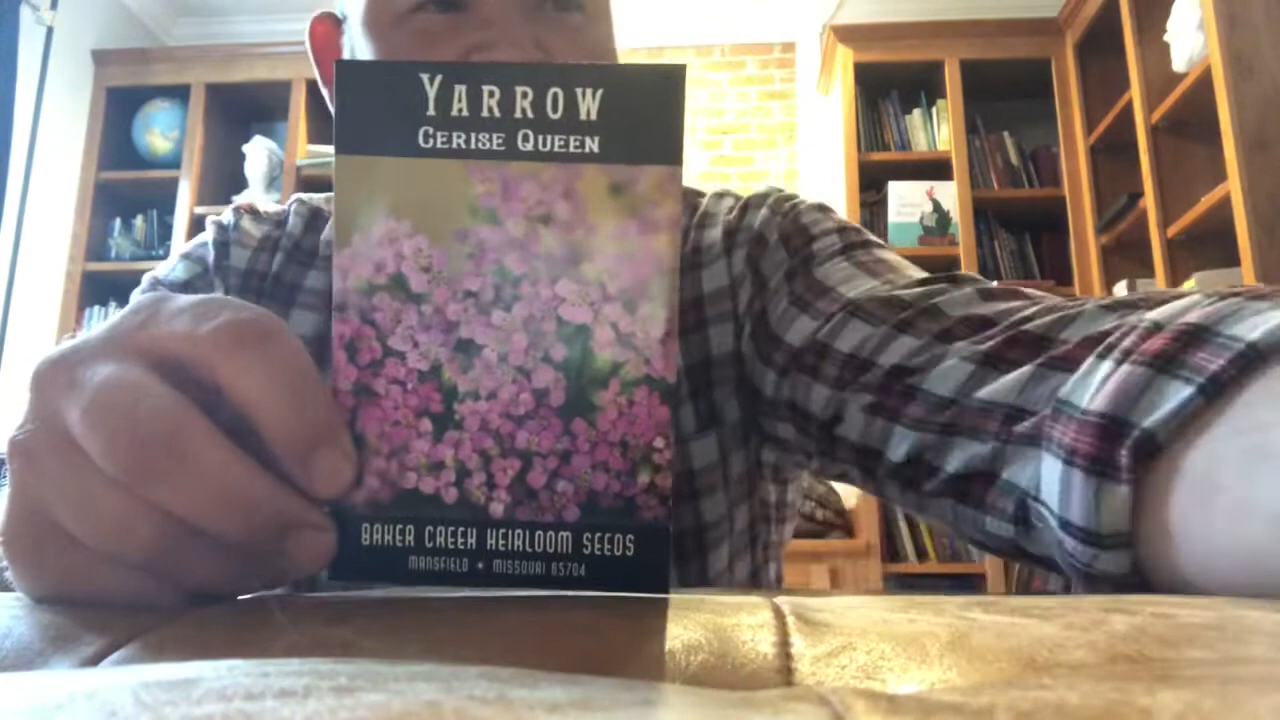 YARROW
CERISE QUEEN
BAKER CREEK HEIRLOOM SEEDS
MANSFIELD • MISSOURI 65704